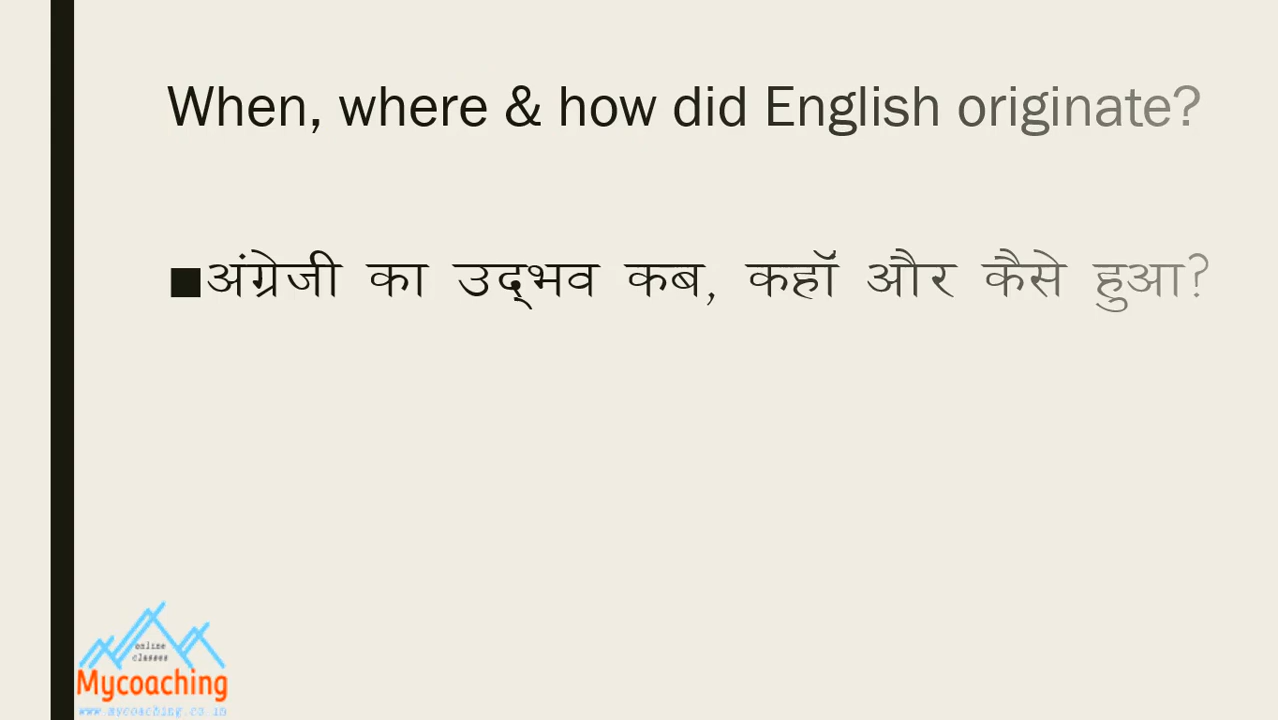 When, where & how did English originate?
■अंग्रेजी का उद्भव कब, कहाॅ और कैसे हुआ?
online
classes
Mycoaching
www.mycoaching.co.in